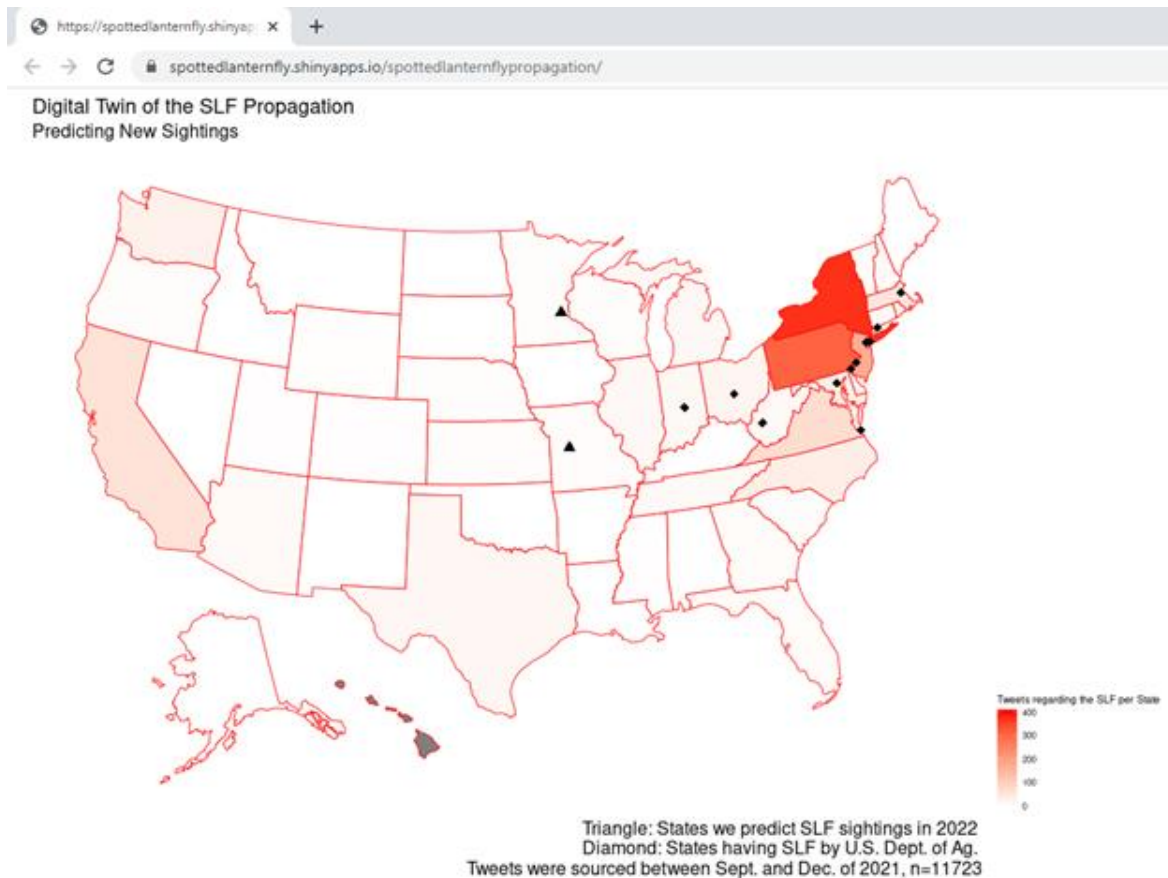 https://spottedlanternfly.shinyap
spottedlanternfly.shinyapps.io/spottedlanternflypropagation/
Digital Twin of the SLF Propagation
Predicting New Sightings
Tweets regarding the SLF per State
400
300
200
100
0
Triangle: States we predict SLF sightings in 2022
Diamond: States having SLF by U.S. Dept. of Ag.
Tweets were sourced between Sept. and Dec. of 2021, n=11723